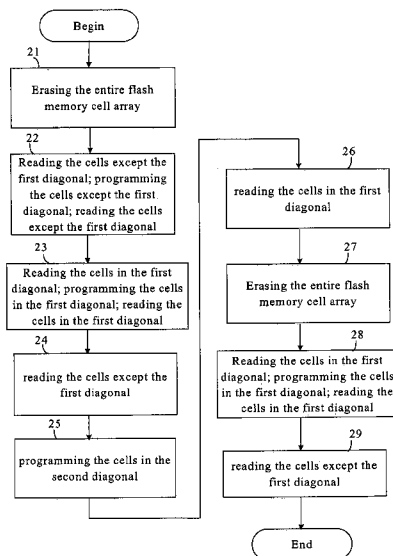 Begin
21
Erasing the entire flash
memory cell array
22
Reading the cells except the
first diagonal; programming
the cells except the first
diagonal; reading the cells
except the first diagonal
23
Reading the cells in the first
diagonal; programming the cells
in the first diagonal; reading
the cells in the first diagonal
24
reading the cells except the
first diagonal
25
programming the cells in the
second diagonal
26
reading the cells in the first
diagonal
27
Erasing the entire flash
memory cell array
28
Reading the cells in the first
diagonal; programming the cells
in the first diagonal; reading the
cells in the first diagonal
29
reading the cells except the
first diagonal
End